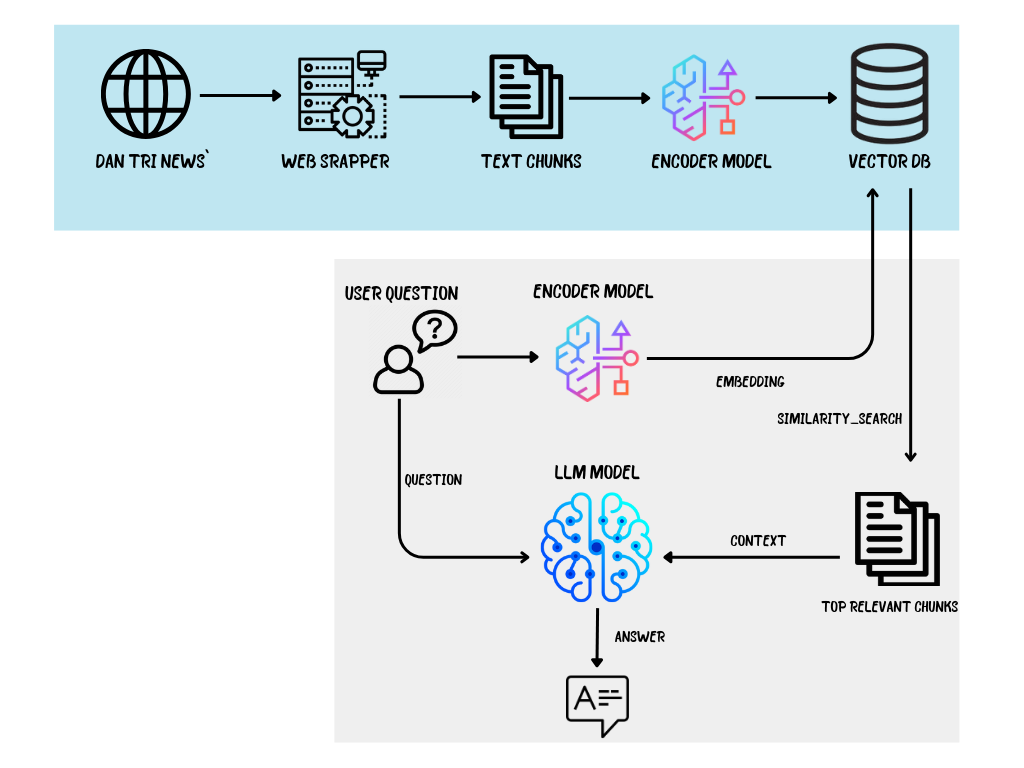 DAN TRI NEWS`
WEB SRAPPER
TEXT CHUNKS
ENCODER MODEL
VECTOR DB
USER QUESTION
?
ENCODER MODEL
EMBEDDING
SIMILARITY_SEARCH
QUESTION
LLM MODEL
CONTEXT
TOP RELEVANT CHUNKS
ANSWER
A